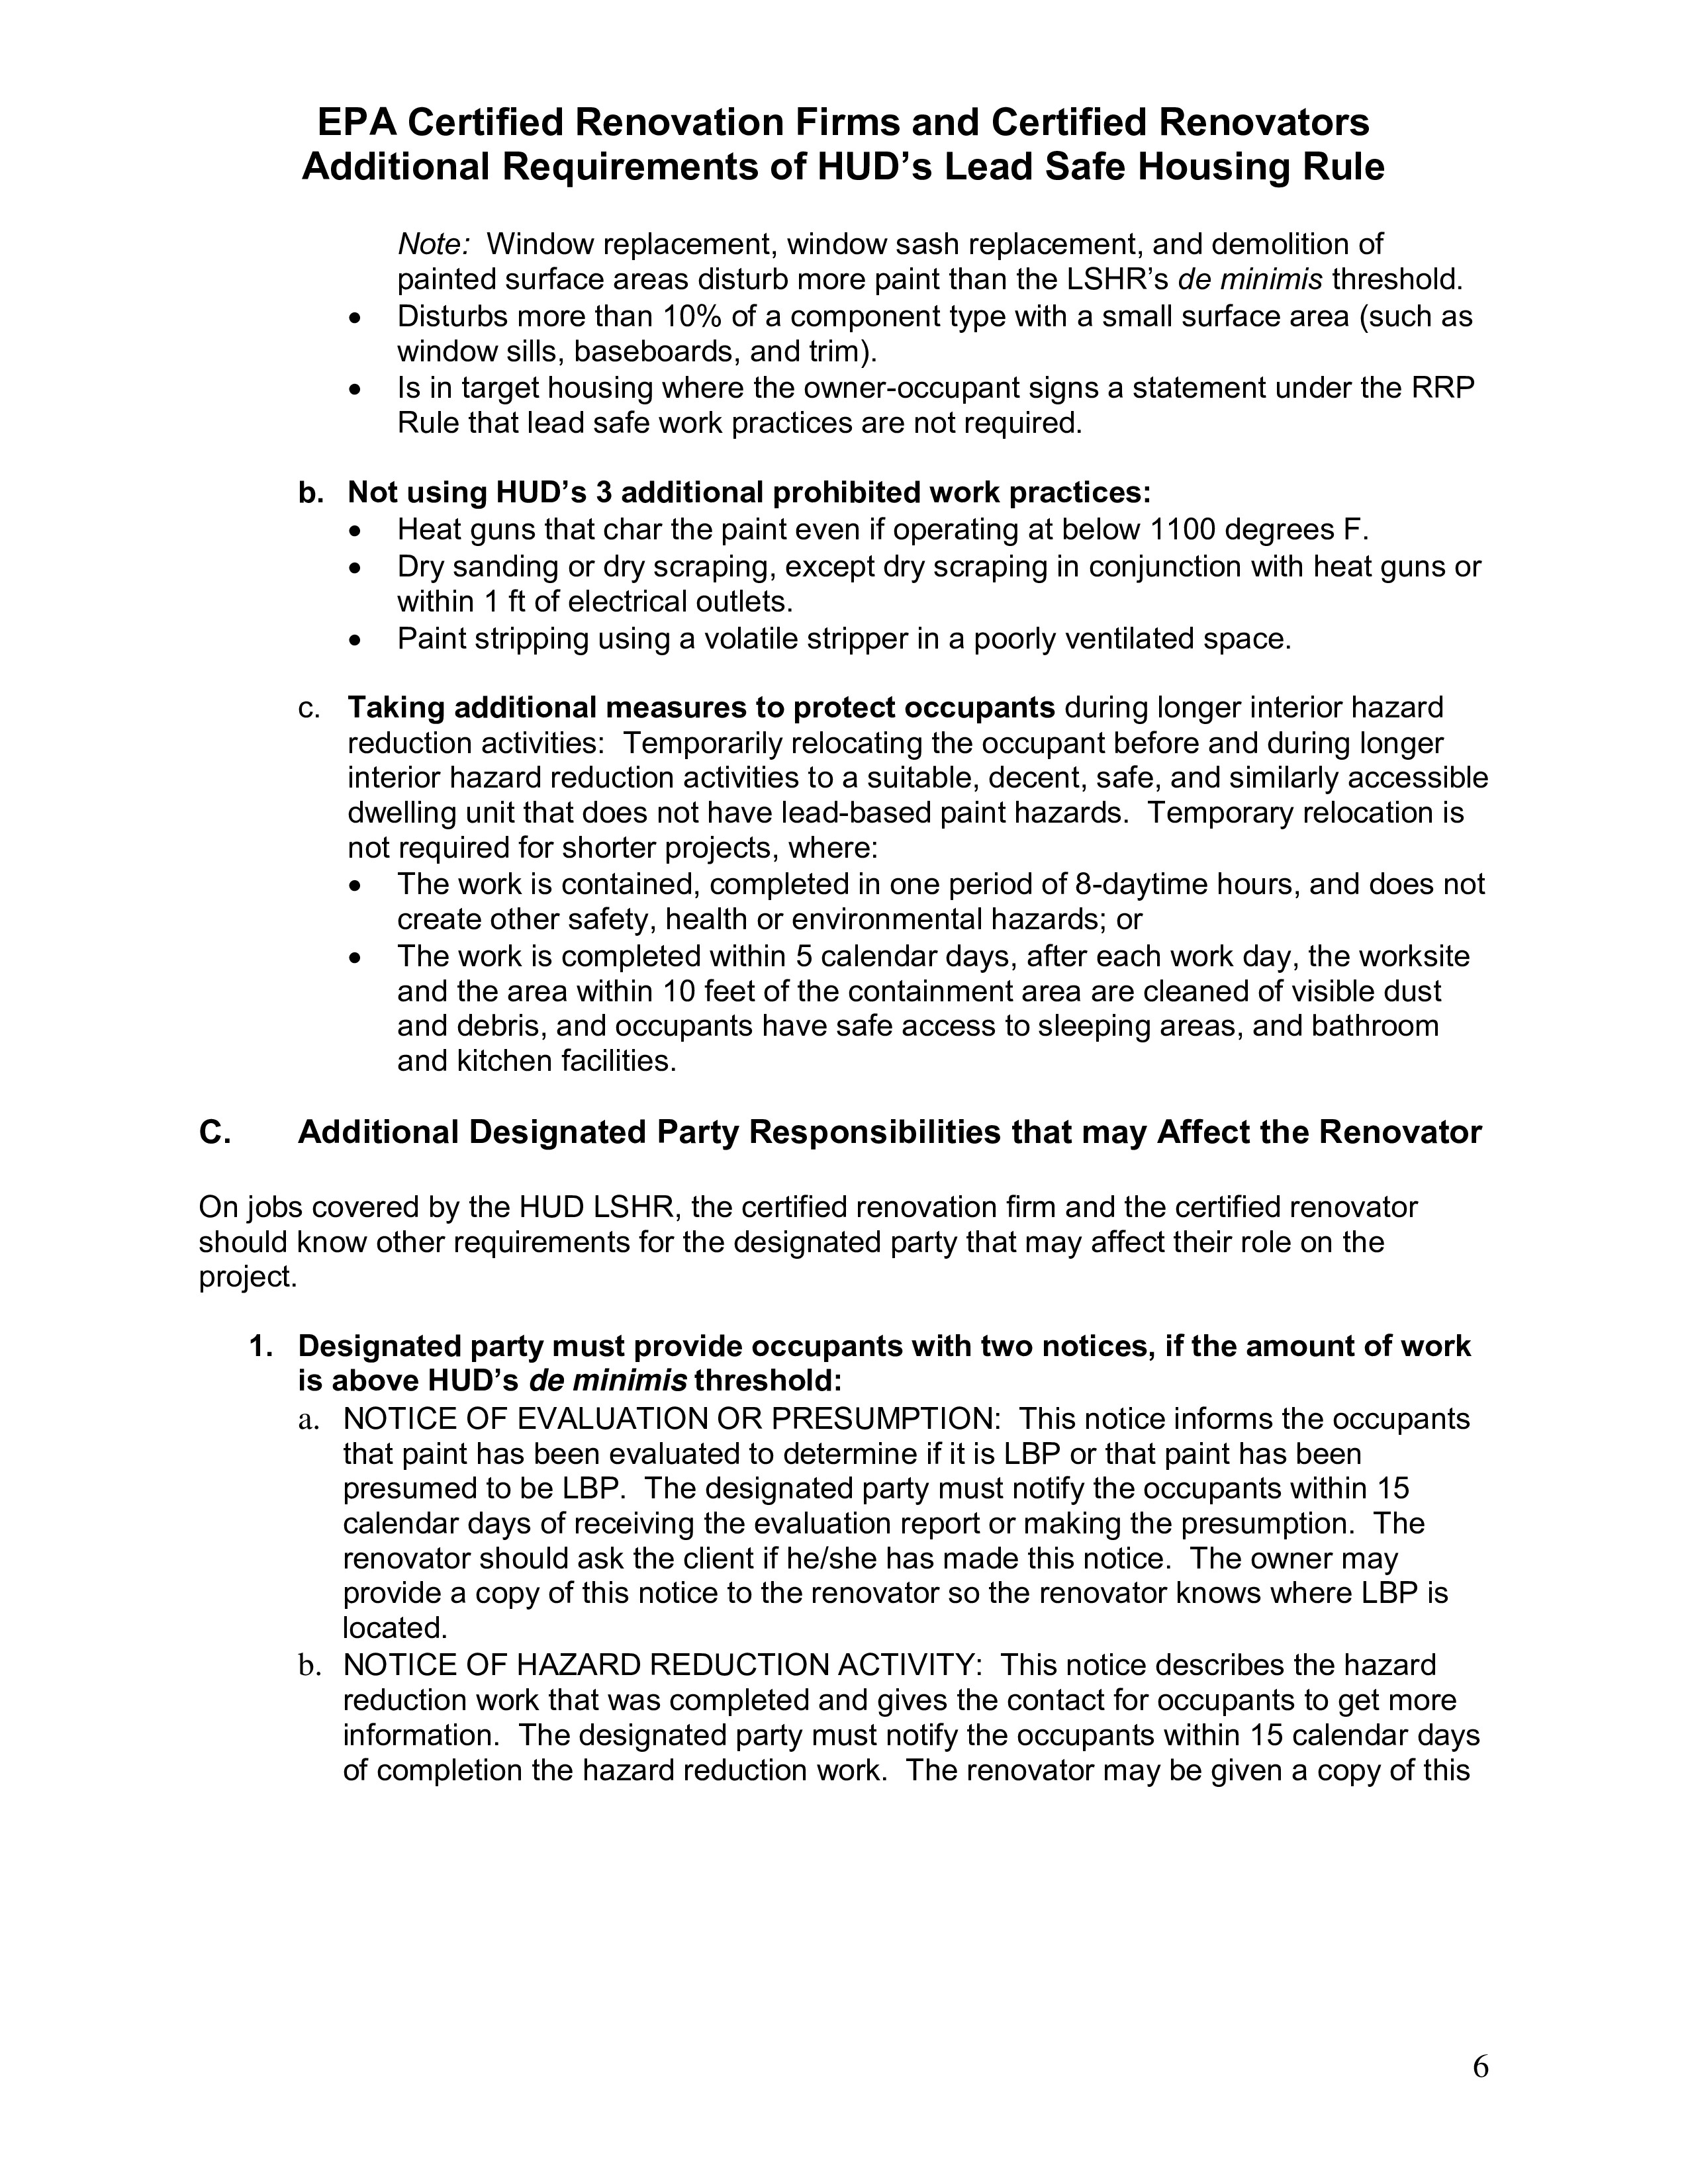 EPA Certified Renovation Firms and Certified Renovators
Additional Requirements of HUD’s Lead Safe Housing Rule
Note:  Window replacement, window sash replacement, and demolition of
painted surface areas disturb more paint than the LSHR’s de minimis threshold.
• Disturbs more than 10% of a component type with a small surface area (such as
window sills, baseboards, and trim).
• Is in target housing where the owner-occupant signs a statement under the RRP
Rule that lead safe work practices are not required.
b. Not using HUD’s 3 additional prohibited work practices:
• Heat guns that char the paint even if operating at below 1100 degrees F.
• Dry sanding or dry scraping, except dry scraping in conjunction with heat guns or
within 1 ft of electrical outlets.
• Paint stripping using a volatile stripper in a poorly ventilated space.
c. Taking additional measures to protect occupants during longer interior hazard
reduction activities:  Temporarily relocating the occupant before and during longer
interior hazard reduction activities to a suitable, decent, safe, and similarly accessible
dwelling unit that does not have lead-based paint hazards.  Temporary relocation is
not required for shorter projects, where:
• The work is contained, completed in one period of 8-daytime hours, and does not
create other safety, health or environmental hazards; or
• The work is completed within 5 calendar days, after each work day, the worksite
and the area within 10 feet of the containment area are cleaned of visible dust
and debris, and occupants have safe access to sleeping areas, and bathroom
and kitchen facilities.
C. Additional Designated Party Responsibilities that may Affect the Renovator
On jobs covered by the HUD LSHR, the certified renovation firm and the certified renovator
should know other requirements for the designated party that may affect their role on the
project.
1. Designated party must provide occupants with two notices, if the amount of work
is above HUD’s de minimis threshold:
a. NOTICE OF EVALUATION OR PRESUMPTION:  This notice informs the occupants
that paint has been evaluated to determine if it is LBP or that paint has been
presumed to be LBP.  The designated party must notify the occupants within 15
calendar days of receiving the evaluation report or making the presumption.  The
renovator should ask the client if he/she has made this notice.  The owner may
provide a copy of this notice to the renovator so the renovator knows where LBP is
located.
b. NOTICE OF HAZARD REDUCTION ACTIVITY:  This notice describes the hazard
reduction work that was completed and gives the contact for occupants to get more
information.  The designated party must notify the occupants within 15 calendar days
of completion the hazard reduction work.  The renovator may be given a copy of this
6